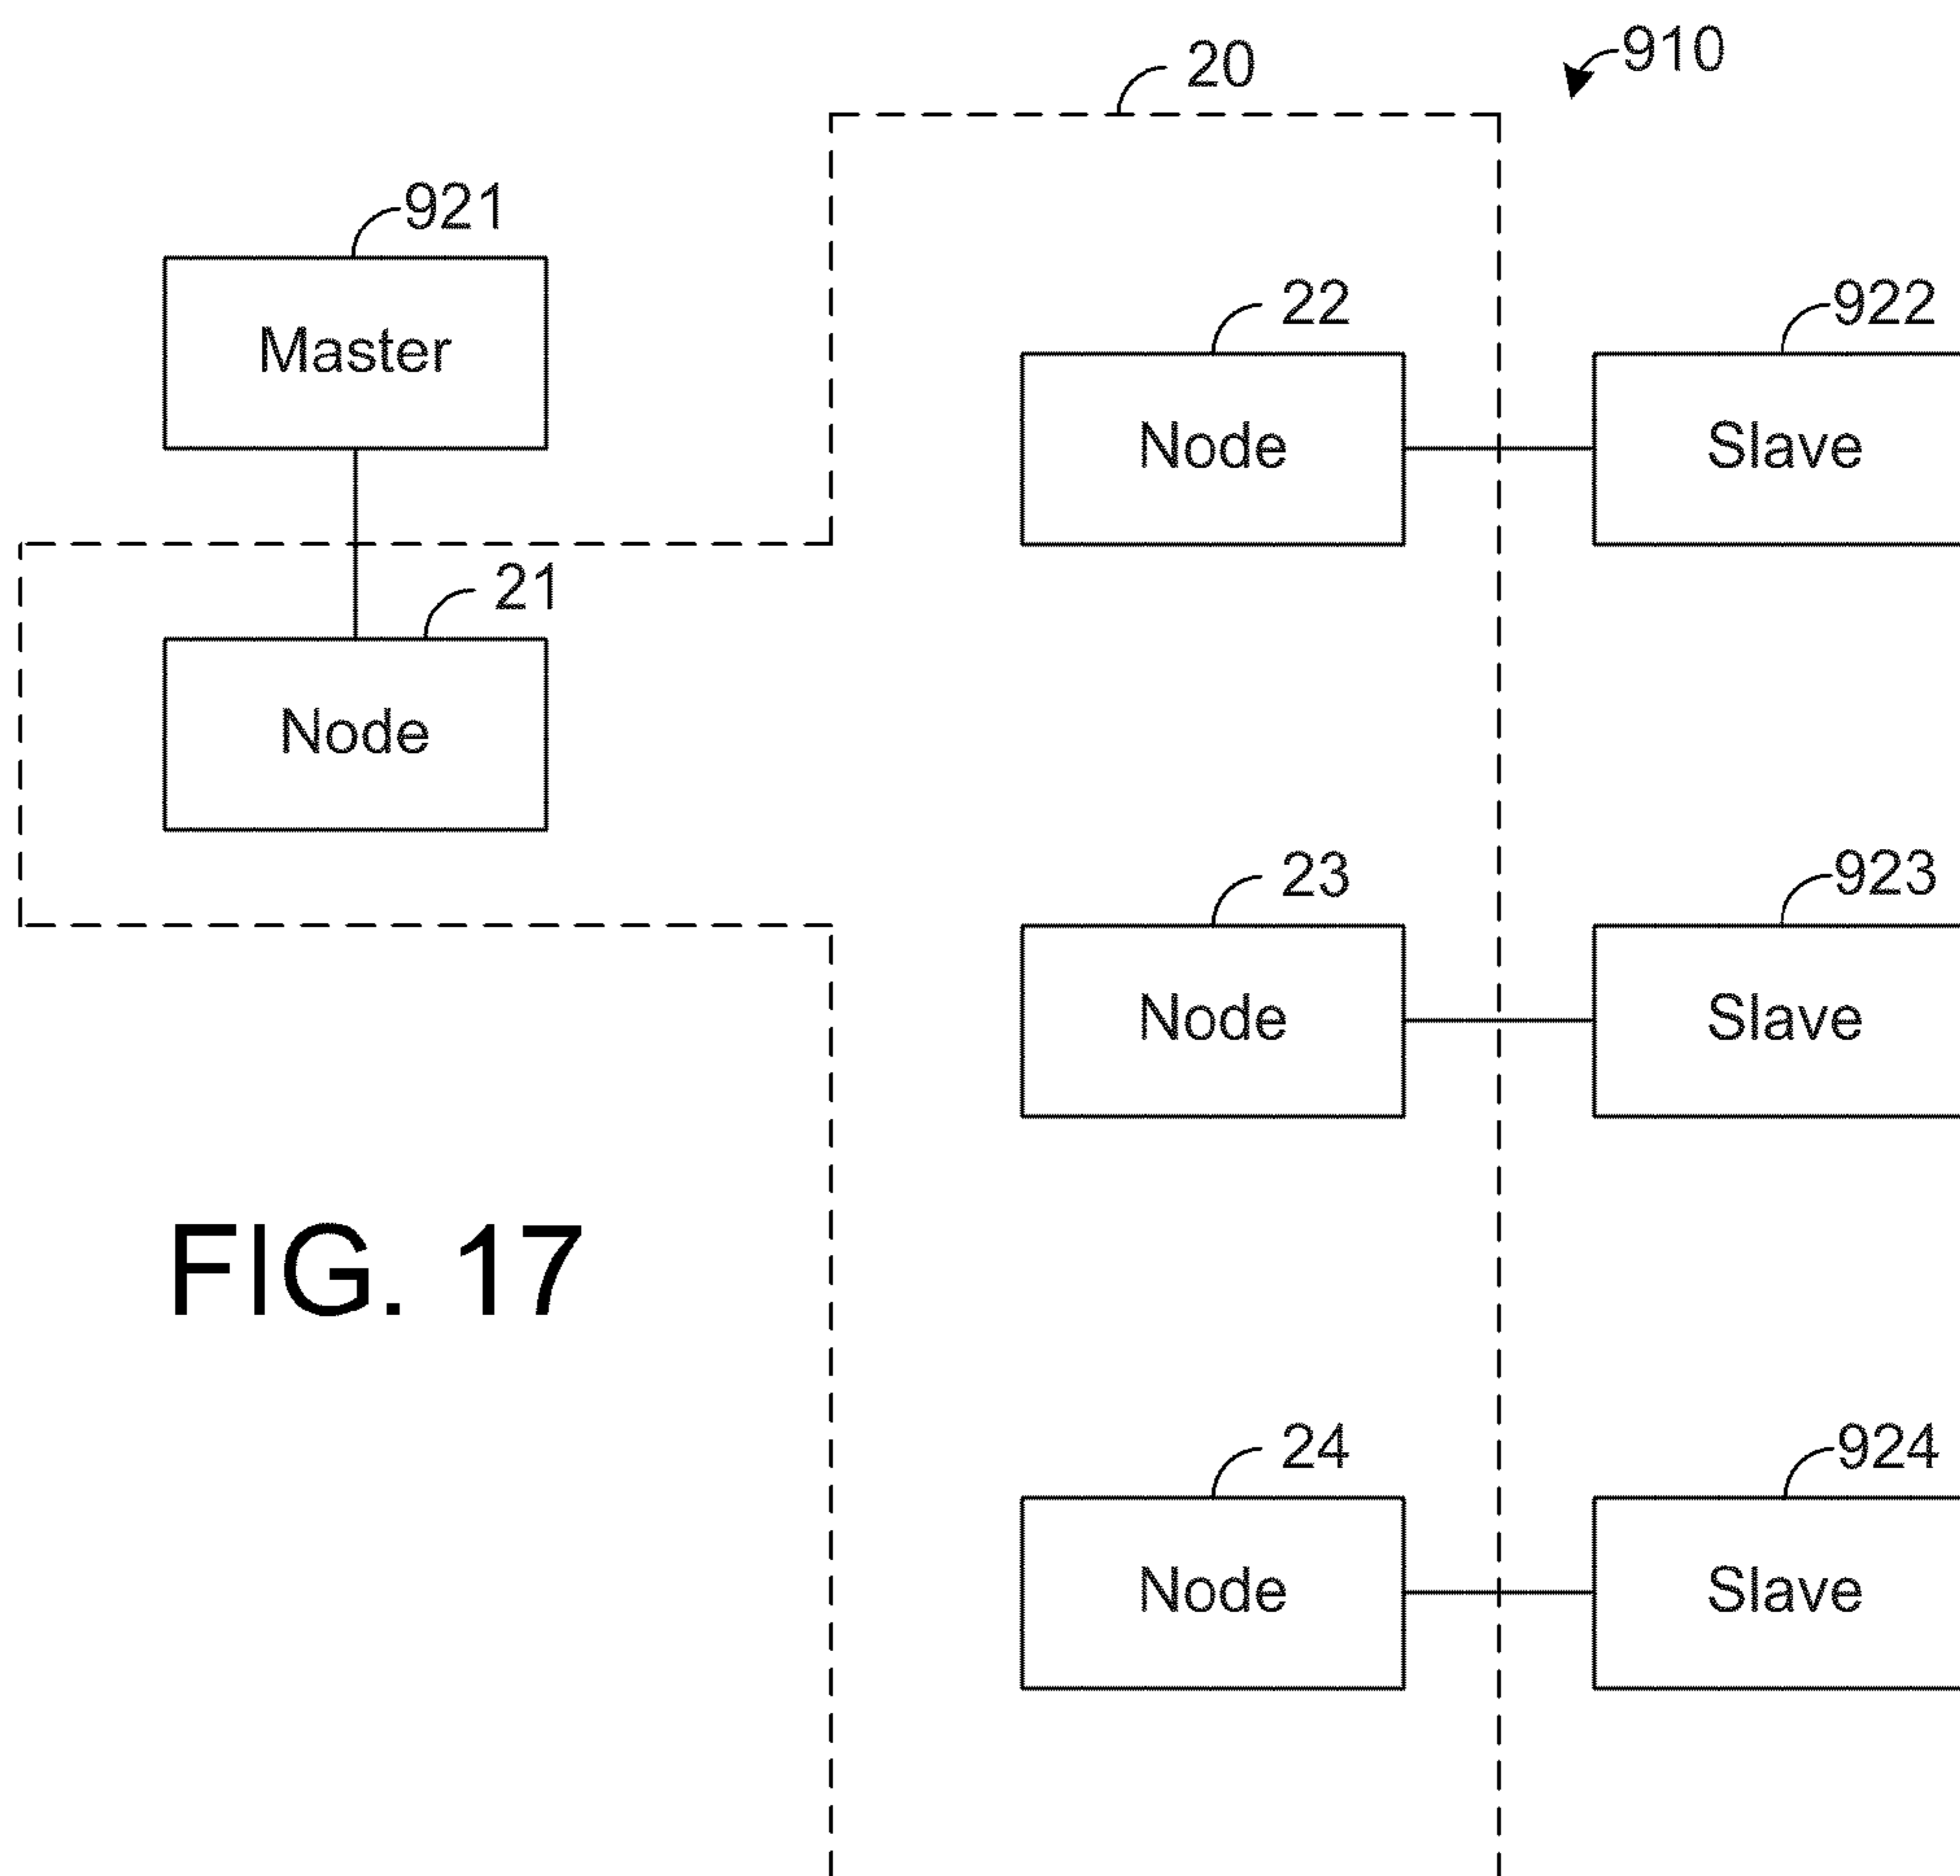 20
910
921
Master
22
922
Node
Slave
21
Node
23
923
Node
Slave
FIG. 17
24
924
Node
Slave